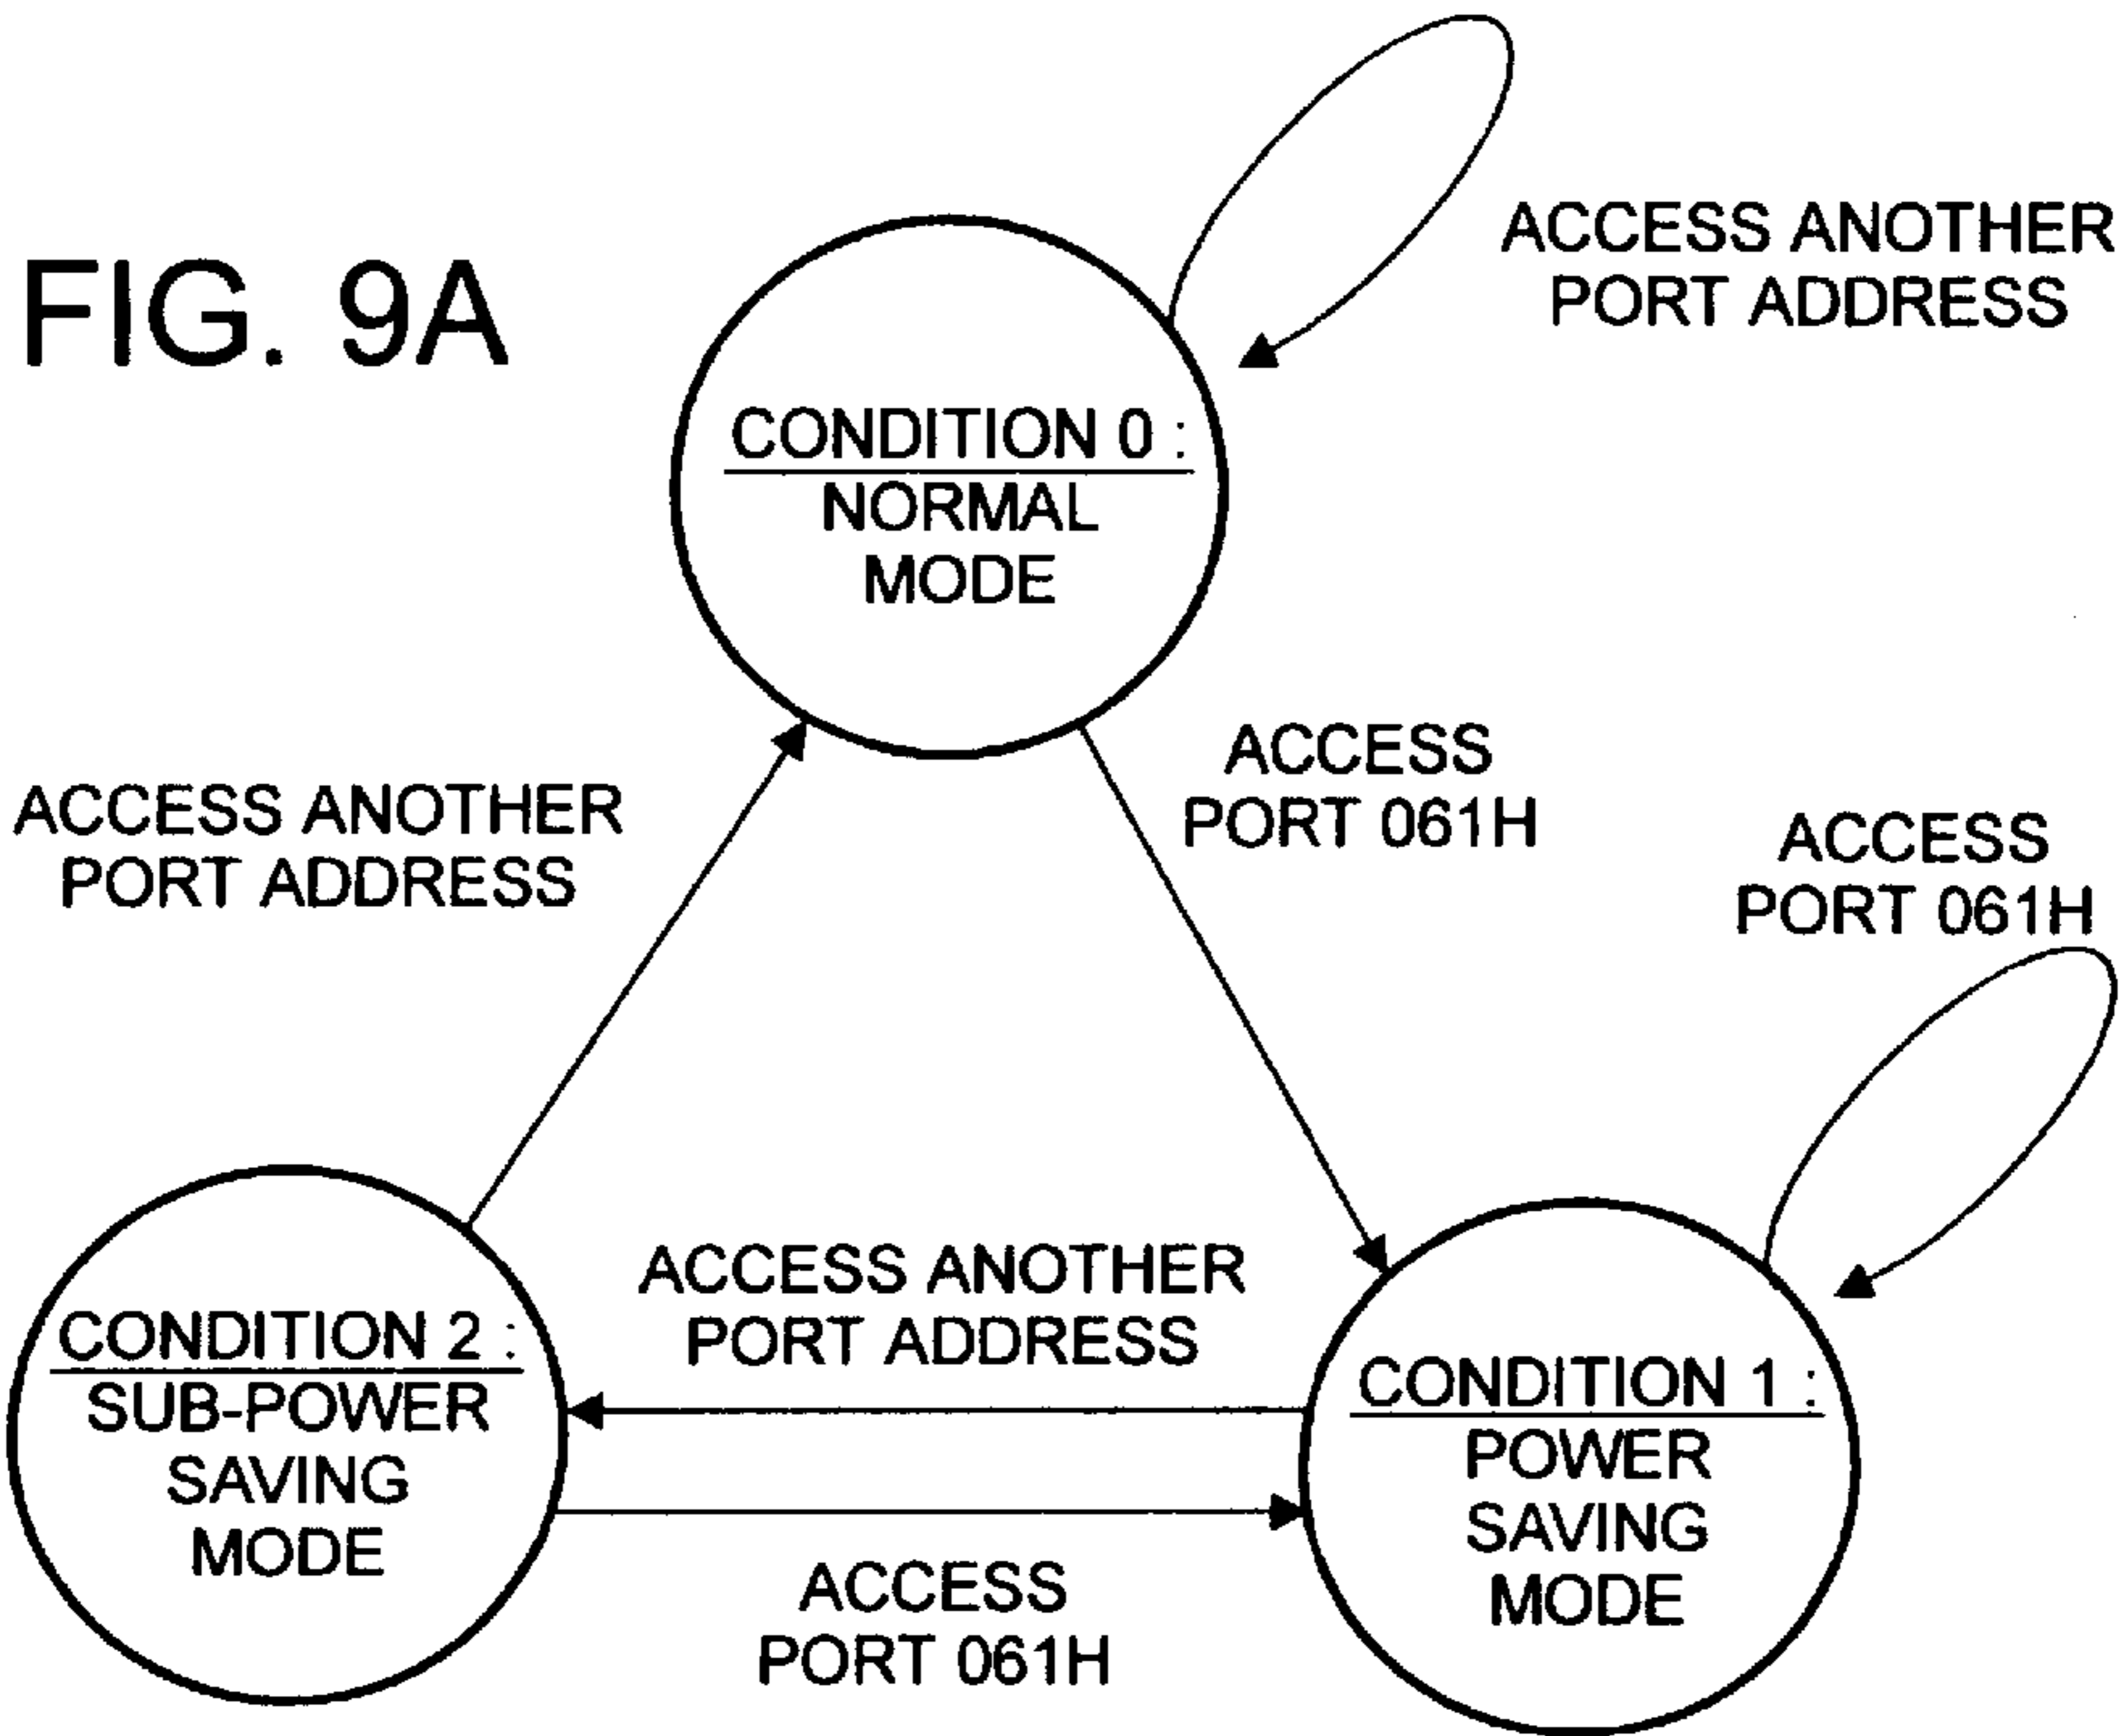 FIG. 9A
ACCESS ANOTHER
PORT ADDRESS
CONDITION 0 :
NORMAL
MODE
ACCESS
PORT 061H
ACCESS ANOTHER
PORT ADDRESS
ACCESS
PORT 061H
ACCESS ANOTHER
PORT ADDRESS
CONDITION 2 :
SUB-POWER
SAVING
MODE
CONDITION 1 :
POWER
SAVING
MODE
ACCESS
PORT 061H